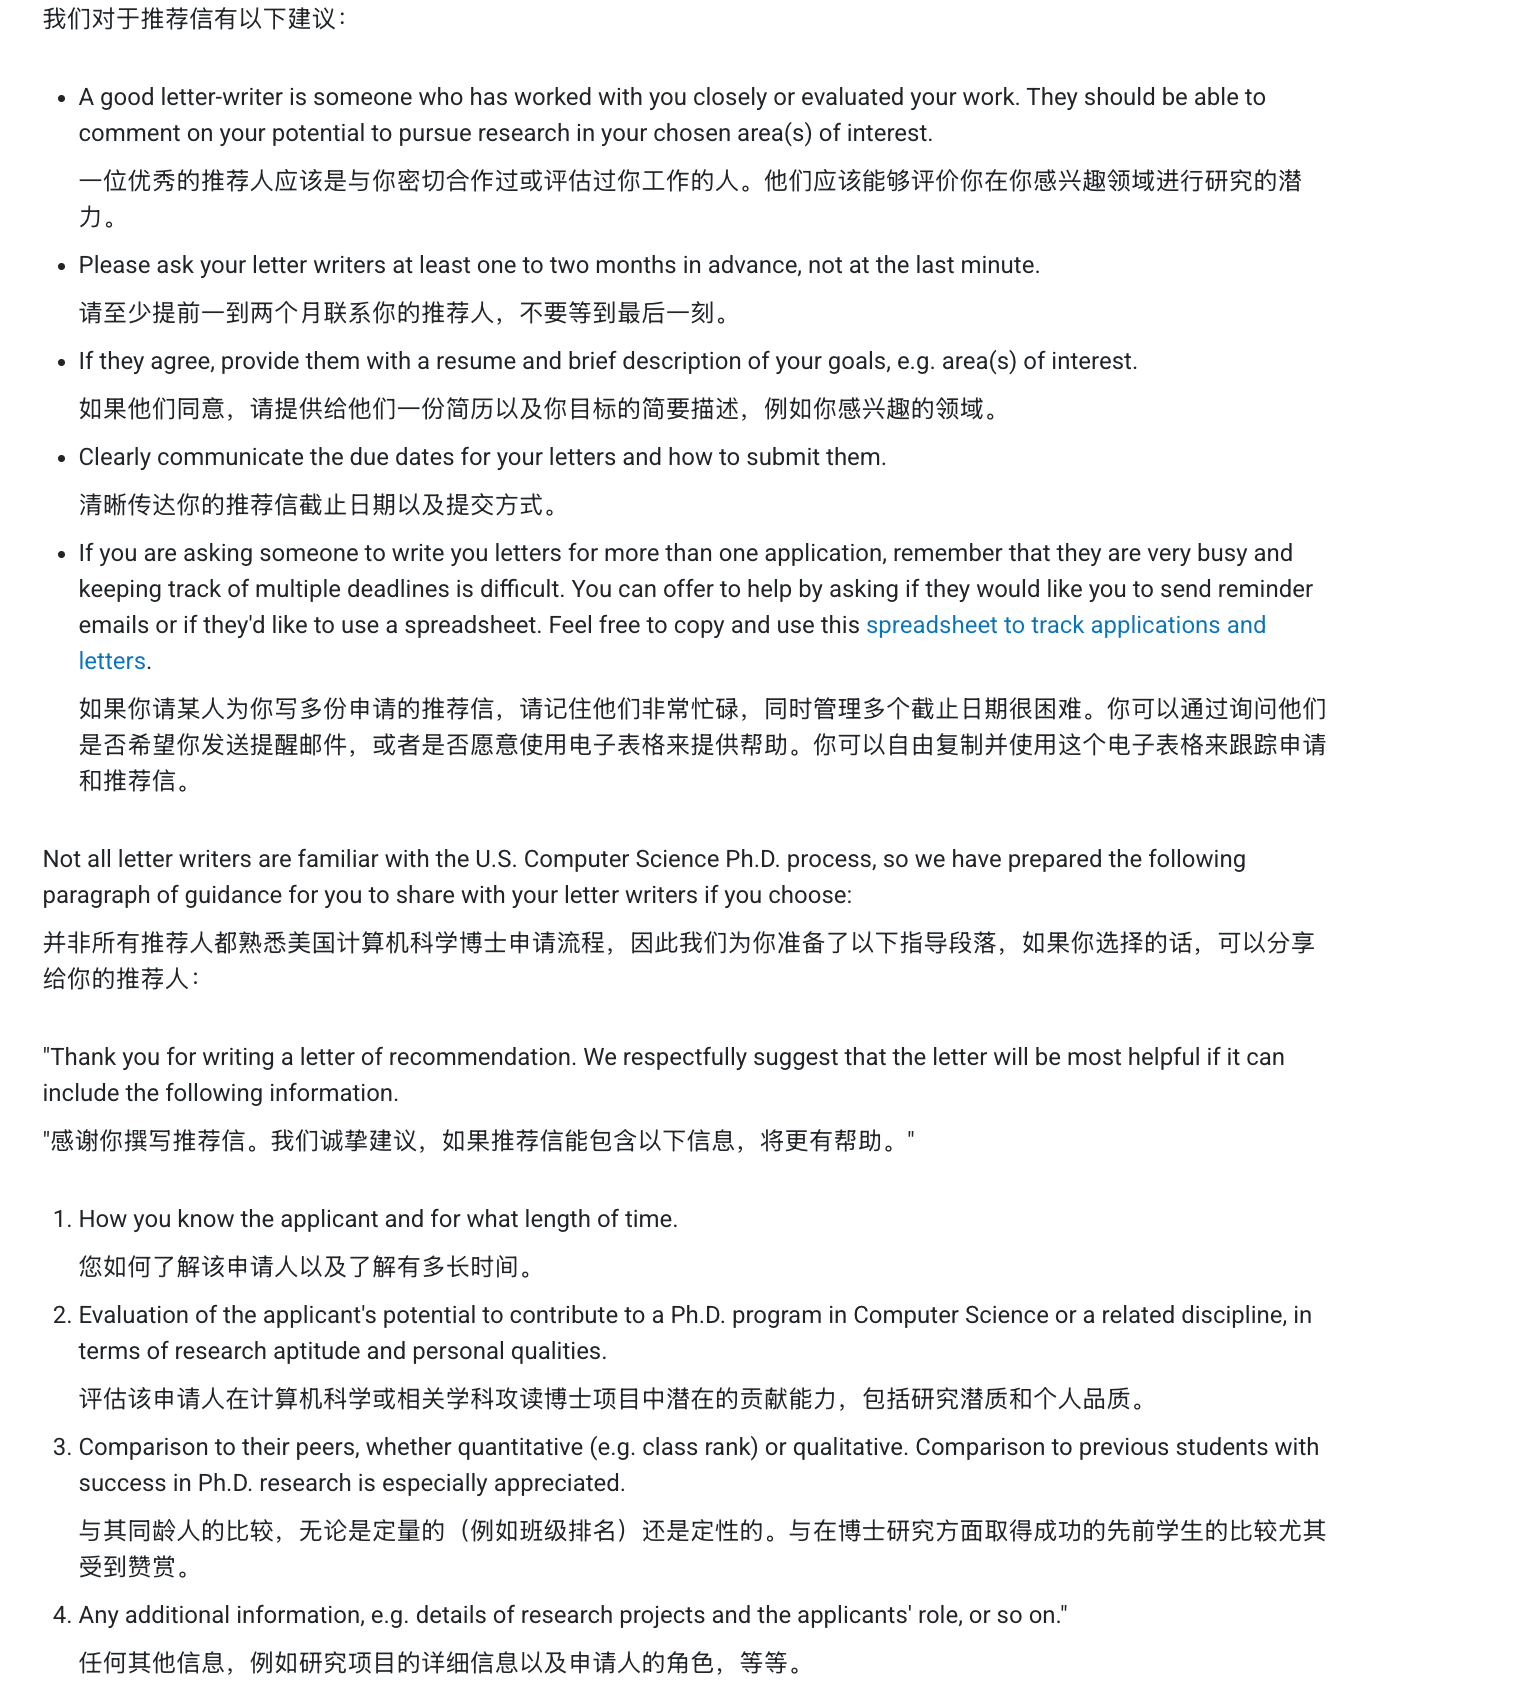 我们对于推荐信有以下建议：
• A good letter-writer is someone who has worked with you closely or evaluated your work. They should be able to
comment on your potential to pursue research in your chosen area(s) of interest.
一位优秀的推荐人应该是与你密切合作过或评估过你工作的人。他们应该能够评价你在你感兴趣领域进行研究的潜
力。
• Please ask your letter writers at least one to two months in advance, not at the last minute.
请至少提前一到两个月联系你的推荐人，不要等到最后一刻。
• If they agree, provide them with a resume and brief description of your goals, e.g. area(s) of interest.
如果他们同意，请提供给他们一份简历以及你目标的简要描述，例如你感兴趣的领域。
• Clearly communicate the due dates for your letters and how to submit them.
清晰传达你的推荐信截止日期以及提交方式。
• If you are asking someone to write you letters for more than one application, remember that they are very busy and
keeping track of multiple deadlines is difficult. You can offer to help by asking if they would like you to send reminder
emails or if they'd like to use a spreadsheet. Feel free to copy and use this spreadsheet to track applications and
letters.
如果你请某人为你写多份申请的推荐信，请记住他们非常忙碌，同时管理多个截止日期很困难。你可以通过询问他们
是否希望你发送提醒邮件，或者是否愿意使用电子表格来提供帮助。你可以自由复制并使用这个电子表格来跟踪申请
和推荐信。
Not all letter writers are familiar with the U.S. Computer Science Ph.D. process, so we have prepared the following
paragraph of guidance for you to share with your letter writers if you choose:
并非所有推荐人都熟悉美国计算机科学博士申请流程，因此我们为你准备了以下指导段落，如果你选择的话，可以分享
给你的推荐人：
"Thank you for writing a letter of recommendation. We respectfully suggest that the letter will be most helpful if it can
include the following information.
"感谢你撰写推荐信。我们诚挚建议，如果推荐信能包含以下信息，将更有帮助。"
1. How you know the applicant and for what length of time.
您如何了解该申请人以及了解有多长时间。
2. Evaluation of the applicant's potential to contribute to a Ph.D. program in Computer Science or a related discipline, in
terms of research aptitude and personal qualities.
评估该申请人在计算机科学或相关学科攻读博士项目中潜在的贡献能力，包括研究潜质和个人品质。
3. Comparison to their peers, whether quantitative (e.g. class rank) or qualitative. Comparison to previous students with
success in Ph.D. research is especially appreciated.
与其同龄人的比较，无论是定量的（例如班级排名）还是定性的。与在博士研究方面取得成功的先前学生的比较尤其
受到赞赏。
4. Any additional information, e.g. details of research projects and the applicants' role, or so on."
任何其他信息，例如研究项目的详细信息以及申请人的角色，等等。